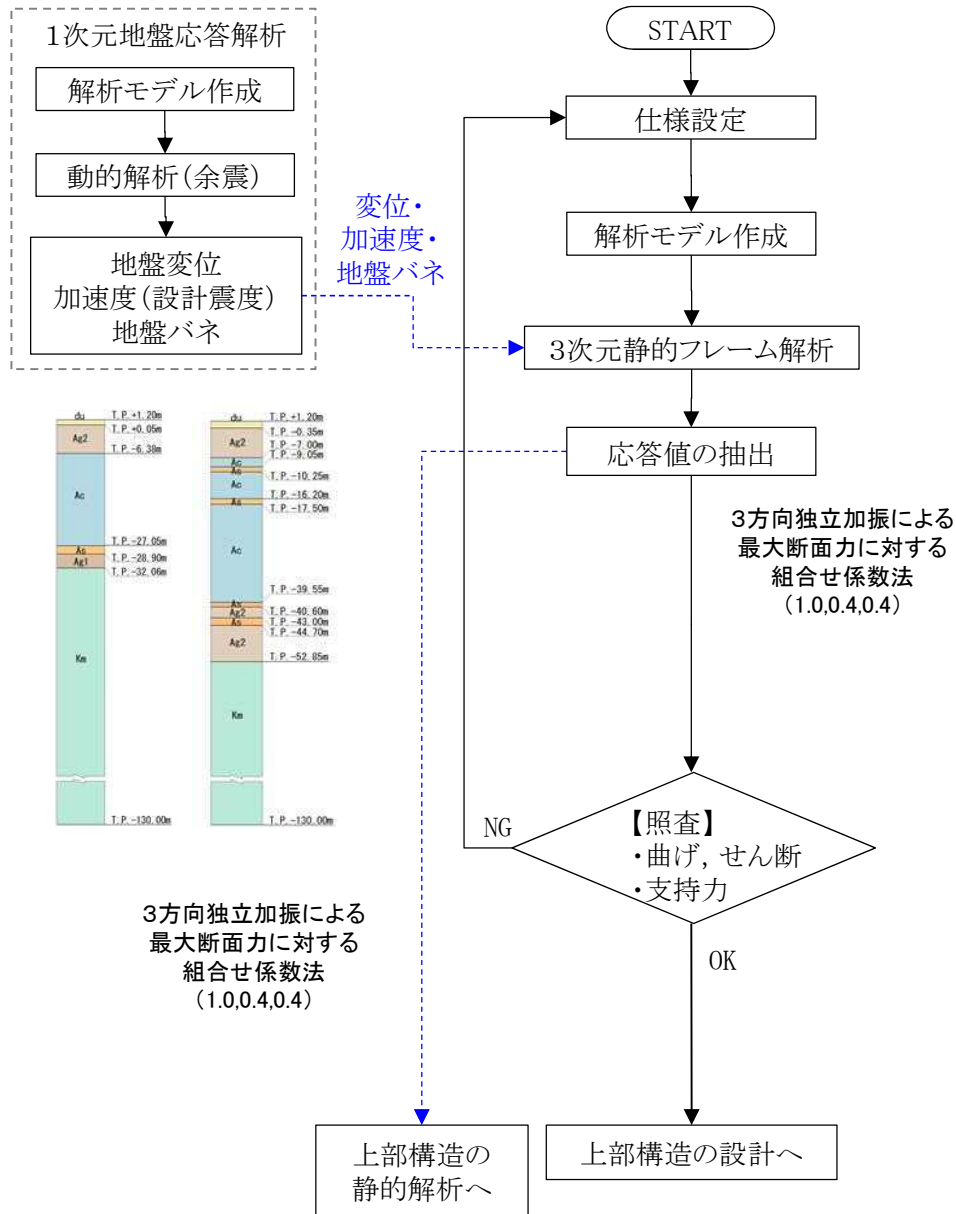 1次元地盤応答解析
解析モデル作成
動的解析(余震)
地盤変位
加速度(設計震度)
地盤バネ
変位・
加速度・
地盤バネ
START
仕様設定
解析モデル作成
3次元静的フレーム解析
応答値の抽出
3方向独立加振による
最大断面力に対する
組合せ係数法
(1.0,0.4,0.4)
【照査】
・曲げ, せん断
・支持力
NG
OK
上部構造の設計へ
上部構造の
静的解析へ
3方向独立加振による
最大断面力に対する
組合せ係数法
(1.0,0.4,0.4)
du T.P.+1.20m
T.P.+0.05m
Ag2
T.P.-6.38m
Ac
T.P.-27.05m
As
T.P.-28.90m
Ag1
T.P.-32.06m
Km
T.P.-130.00m
du T.P.+1.20m
T.P.-0.35m
Ag2
T.P.-7.00m
T.P.-9.05m
Ac
As
T.P.-10.25m
Ac
T.P.-16.20m
As
T.P.-17.50m
Ac
T.P.-39.55m
As
T.P.-40.60m
Ag2
T.P.-43.00m
As
T.P.-44.70m
Ag2
T.P.-52.85m
Km
T.P.-130.00m